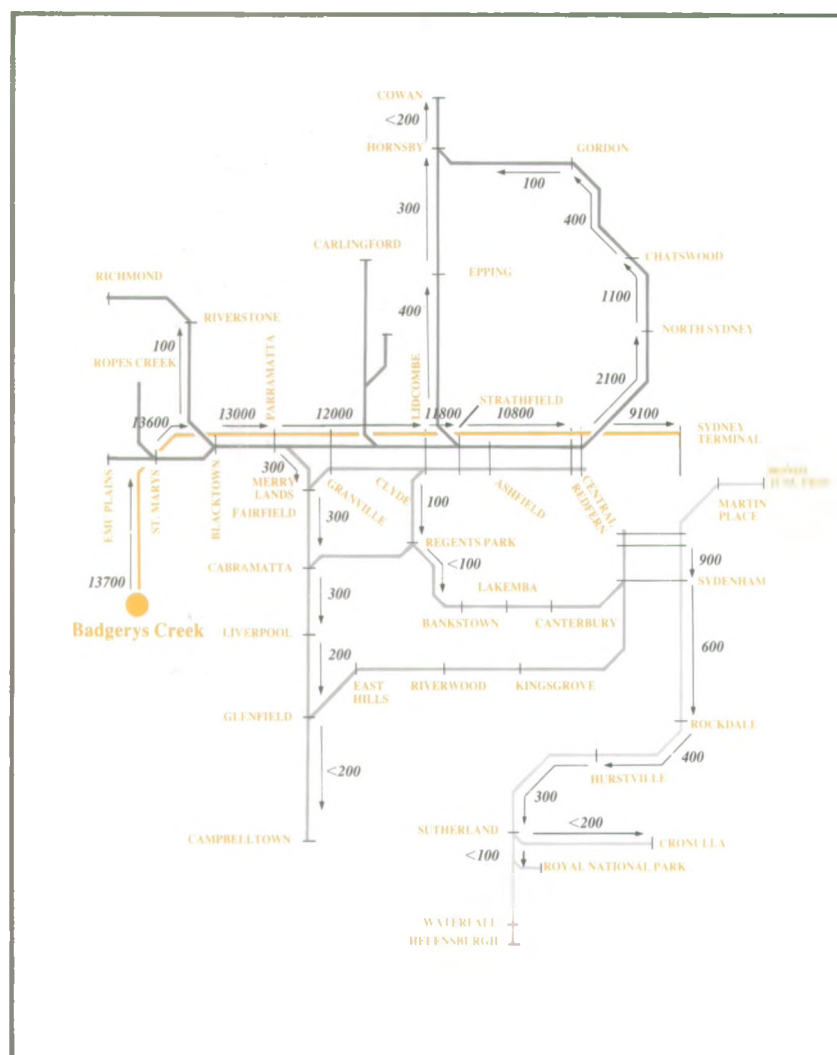 COWAN
<200
HORNSBY
GORDON
100
300
400
CARLINGFORD
CHATSWOOD
RICHMOND
EPPING
1100
RIVERSTONE
400
NORTH SYDNEY
100
ROPES CREEK
PARRAMATTA
LIDCOMBE
2100
STRATHFIELD
13600
13000
12000
11800
10800
9100
SYDNEY
TERMINAL
300
EMU PLAINS
ST. MARYS
BLACKTOWN
MERRY
LANDS
GRANVILLE
CLYDE
ASHFIELD
CENTRAL
REDFERN
MARTIN
PLACE
FAIRFIELD
100
300
REGENTS PARK
900
<100
CABRAMATTA
LAKEMBA
SYDENHAM
13700
300
Badgerys Creek
BANKSTOWN
CANTERBURY
LIVERPOOL
200
600
EAST
HILLS
RIVERWOOD
KINGSGROVE
GLENFIELD
ROCKDALE
400
<200
HURSTVILLE
300
<200
CAMPBELLTOWN
SUTHERLAND
CRONULLA
<100
ROYAL NATIONAL PARK
WATERFALL
HELENSBURGH